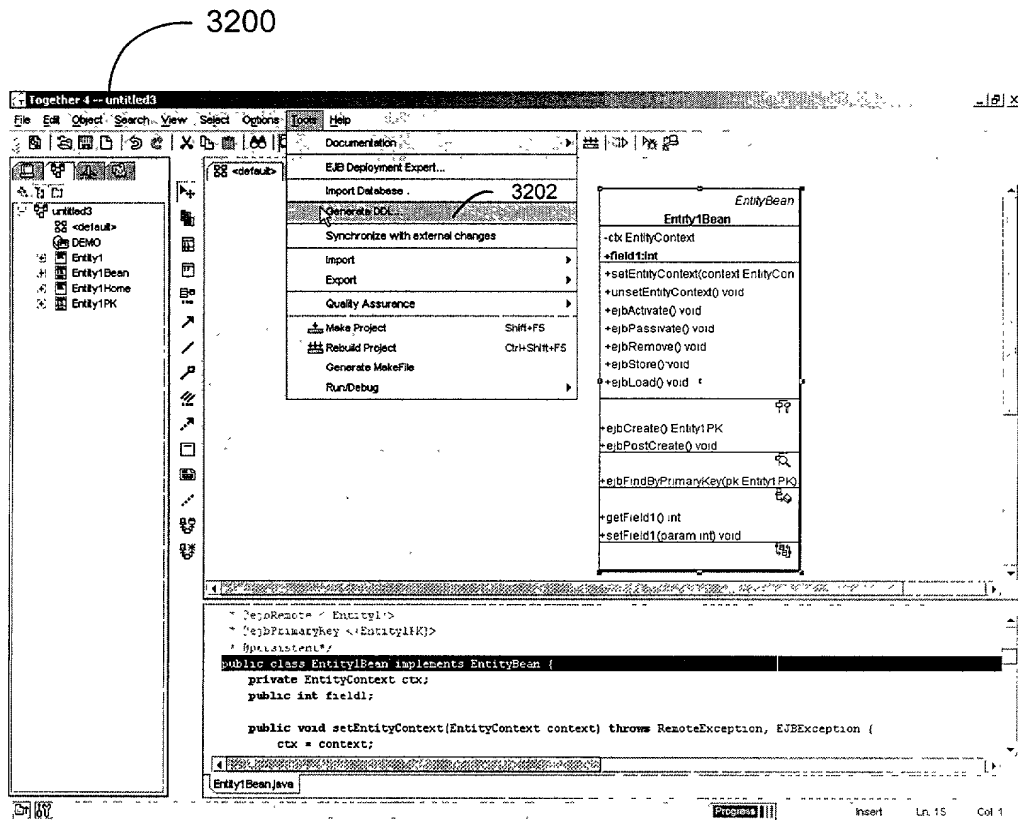 3200
Together 4 -- untitled3
File Edit Object Search View Select Options Tools Help
Documentation
EJB Deployment Expert...
Import Database .
Generate DDL...
3202
Synchronize with external changes
Import
Export
Quality Assurance
Make Project Shift+F5
Rebuild Project Ctrl+Shift+F5
Generate MakeFile
Run/Debug
untitled3
<default>
DEMO
Entity1
Entity1Bean
Entity1Home
Entity1PK
<default>
EntityBean
Entity1Bean
-ctx EntityContext
+field1:int
+setEntityContext(context EntityCon
+unsetEntityContext() void
+ejbActivate() void
+ejbPassivate() void
+ejbRemove() void
+ejbStore() void
+ejbLoad() void
+ejbCreate() Entity1PK
+ejbPostCreate() void
+ejbFindByPrimaryKey(pk Entity1PK)
+getField1() int
+setField1(param int) void
* @ejbRemote < Entity1>
* @ejbPrimaryKey <{Entity1PK}>
* @persistent*/
public class Entity1Bean implements EntityBean {
private EntityContext ctx;
public int field1;
public void setEntityContext(EntityContext context) throws RemoteException, EJBException {
ctx = context;
Entity1Bean.java
Progress Insert Ln. 15 Col 1